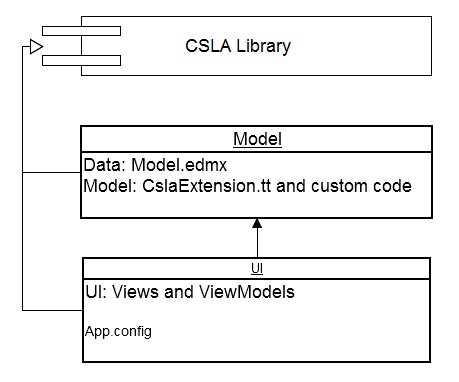 CSLA Library
Model
Data: Model.edmx
Model: CslaExtension.tt and custom code
UI
UI: Views and ViewModels
App.config